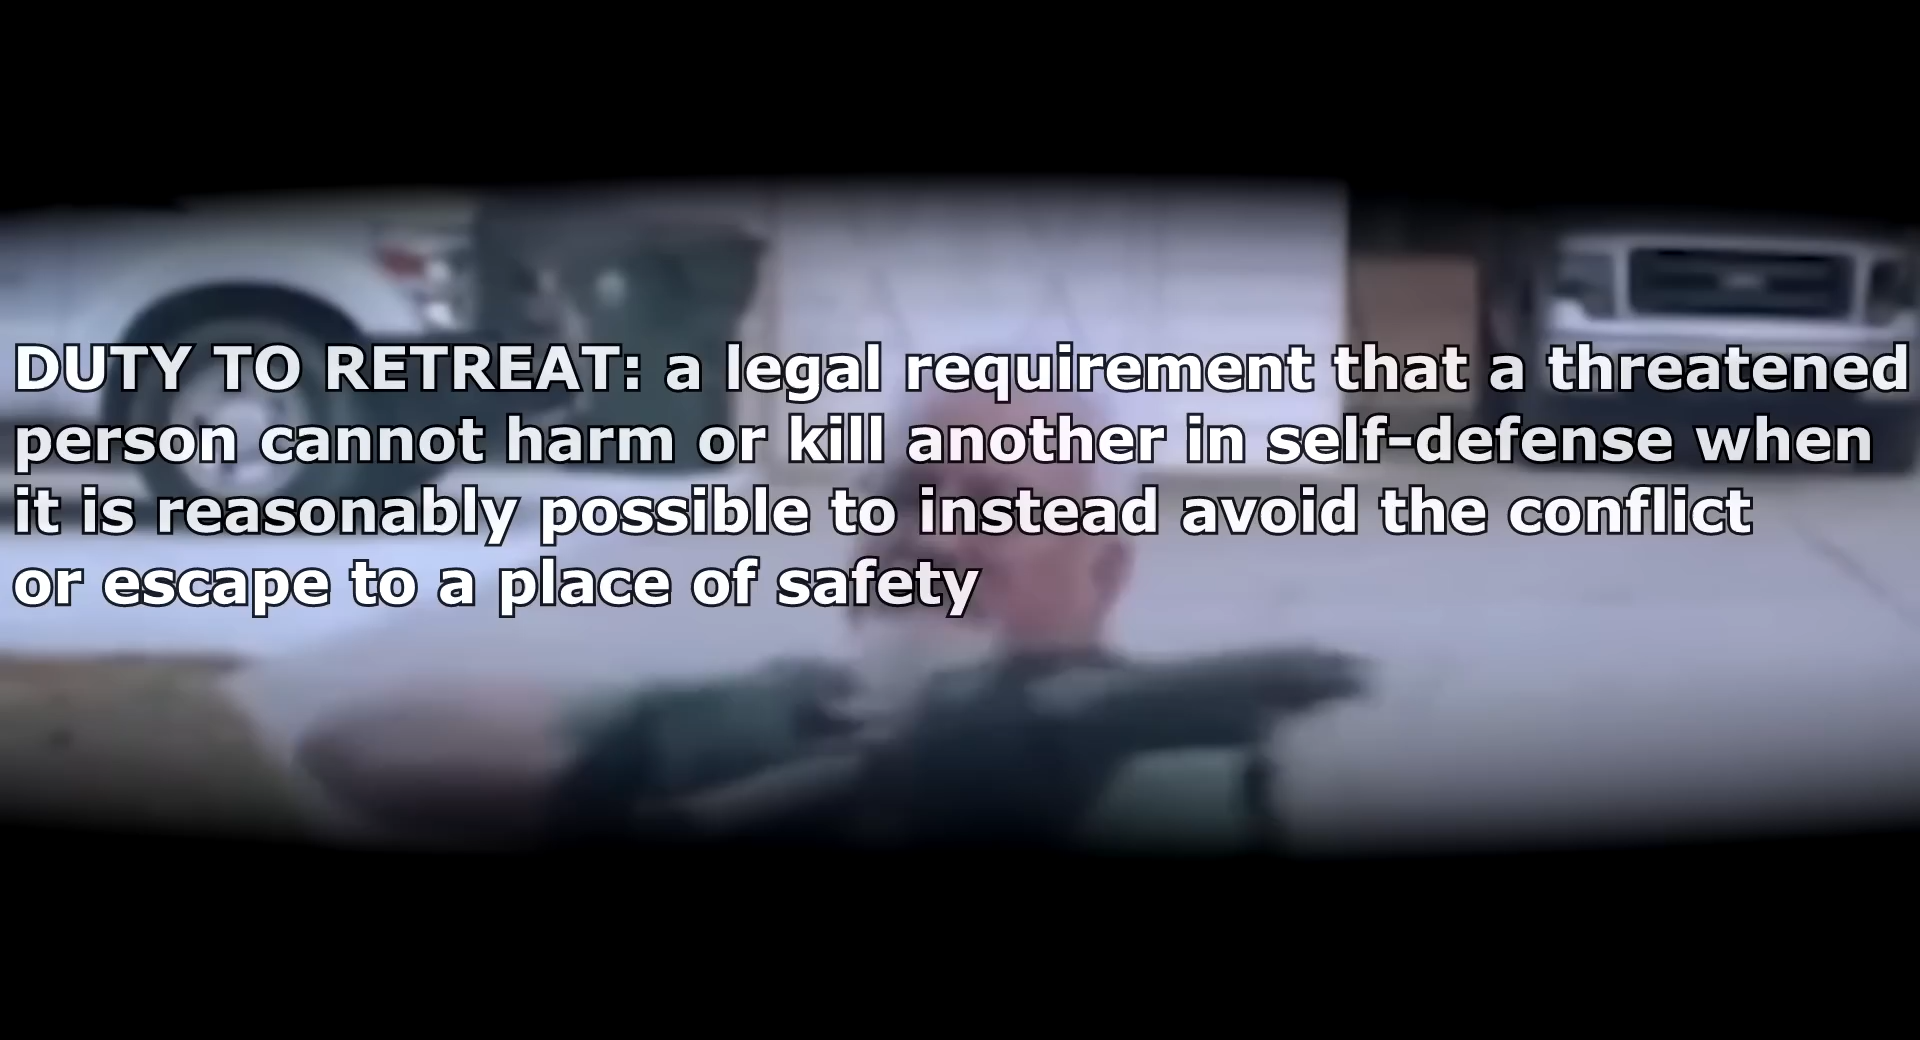 DUTY TO RETREAT: a legal requirement that a threatened
person cannot harm or kill another in self-defense when
it is reasonably possible to instead avoid the conflict
or escape to a place of safety